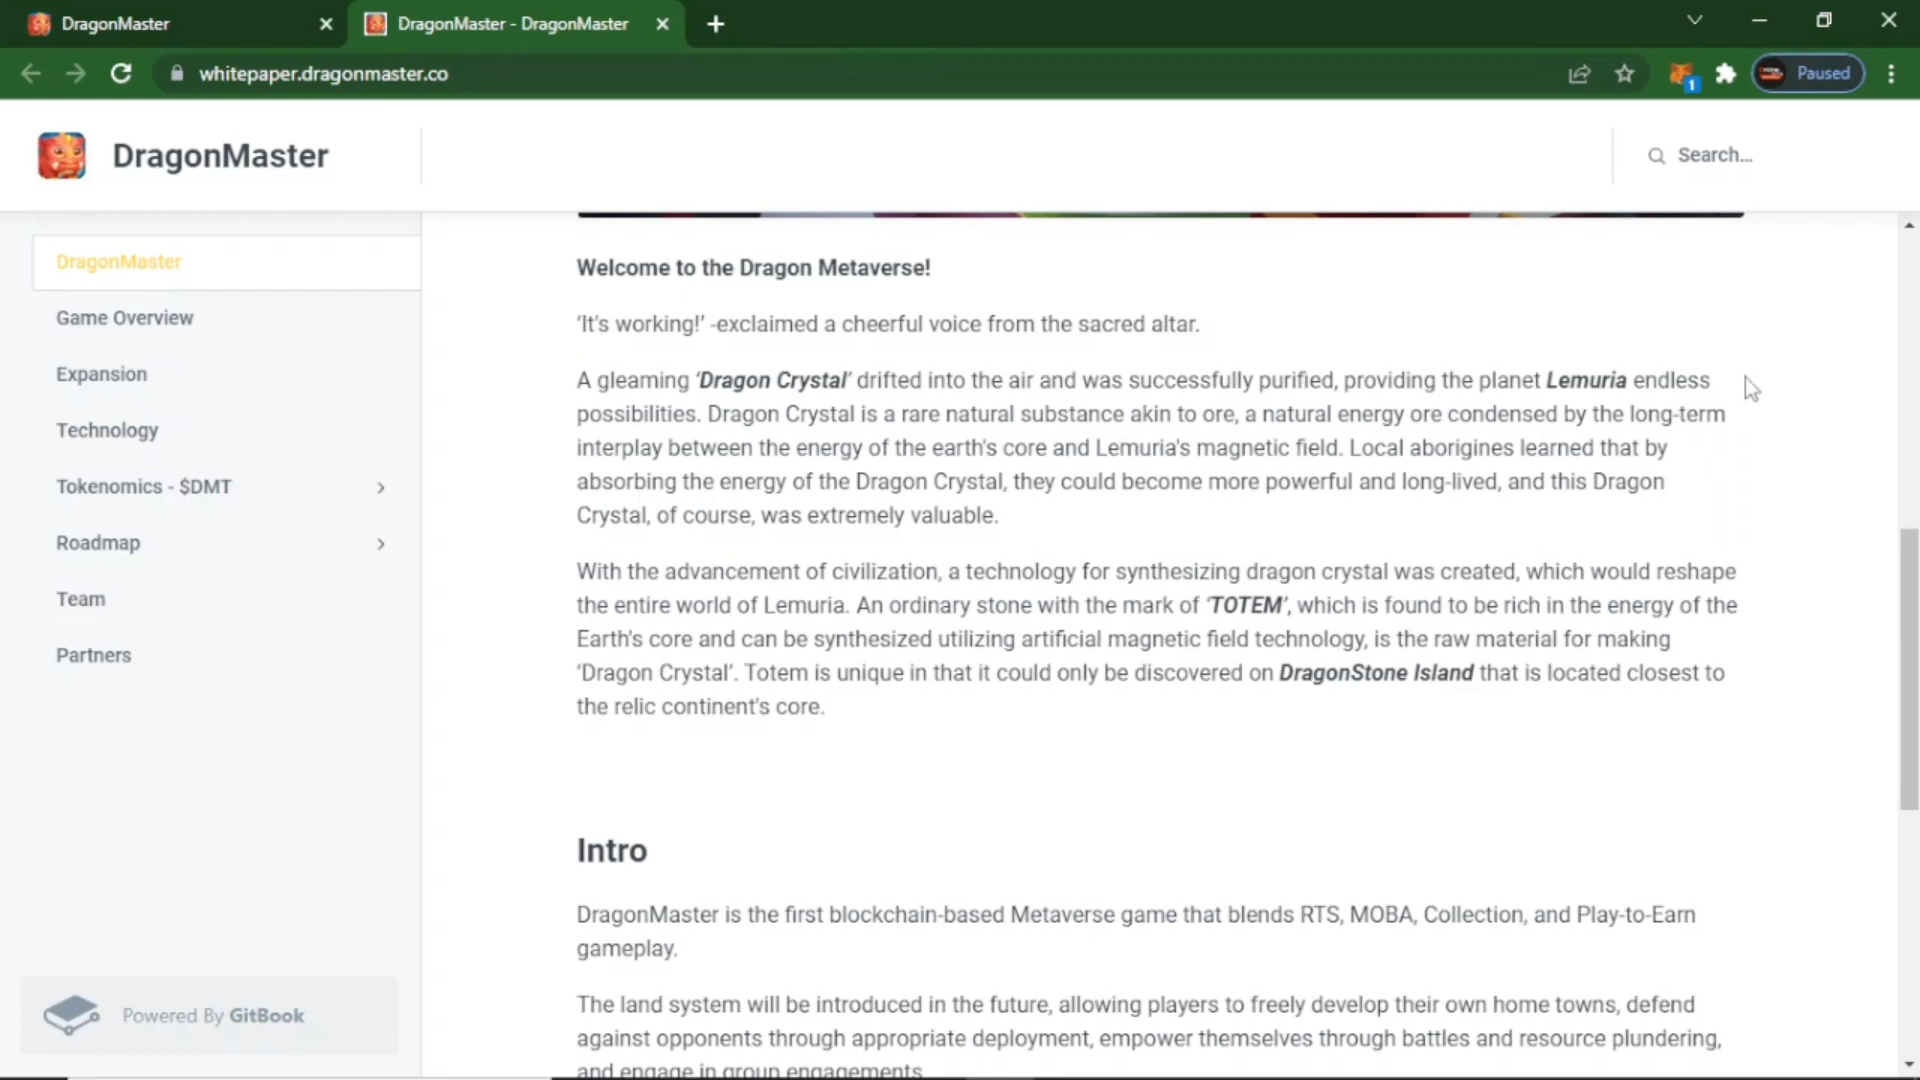 DragonMaster
DragonMaster - DragonMaster
whitepaper.dragonmaster.co
1
Paused
DragonMaster
Search...
DragonMaster
Game Overview
Expansion
Technology
Tokenomics - $DMT
Roadmap
Team
Partners
Powered By GitBook
Welcome to the Dragon Metaverse!
‘It's working!’ -exclaimed a cheerful voice from the sacred altar.
A gleaming ‘Dragon Crystal’ drifted into the air and was successfully purified, providing the planet Lemuria endless
possibilities. Dragon Crystal is a rare natural substance akin to ore, a natural energy ore condensed by the long-term
interplay between the energy of the earth's core and Lemuria's magnetic field. Local aborigines learned that by
absorbing the energy of the Dragon Crystal, they could become more powerful and long-lived, and this Dragon
Crystal, of course, was extremely valuable.
With the advancement of civilization, a technology for synthesizing dragon crystal was created, which would reshape
the entire world of Lemuria. An ordinary stone with the mark of ‘TOTEM’, which is found to be rich in the energy of the
Earth's core and can be synthesized utilizing artificial magnetic field technology, is the raw material for making
‘Dragon Crystal’. Totem is unique in that it could only be discovered on DragonStone Island that is located closest to
the relic continent's core.
Intro
DragonMaster is the first blockchain-based Metaverse game that blends RTS, MOBA, Collection, and Play-to-Earn
gameplay.
The land system will be introduced in the future, allowing players to freely develop their own home towns, defend
against opponents through appropriate deployment, empower themselves through battles and resource plundering,
and engage in group engagements